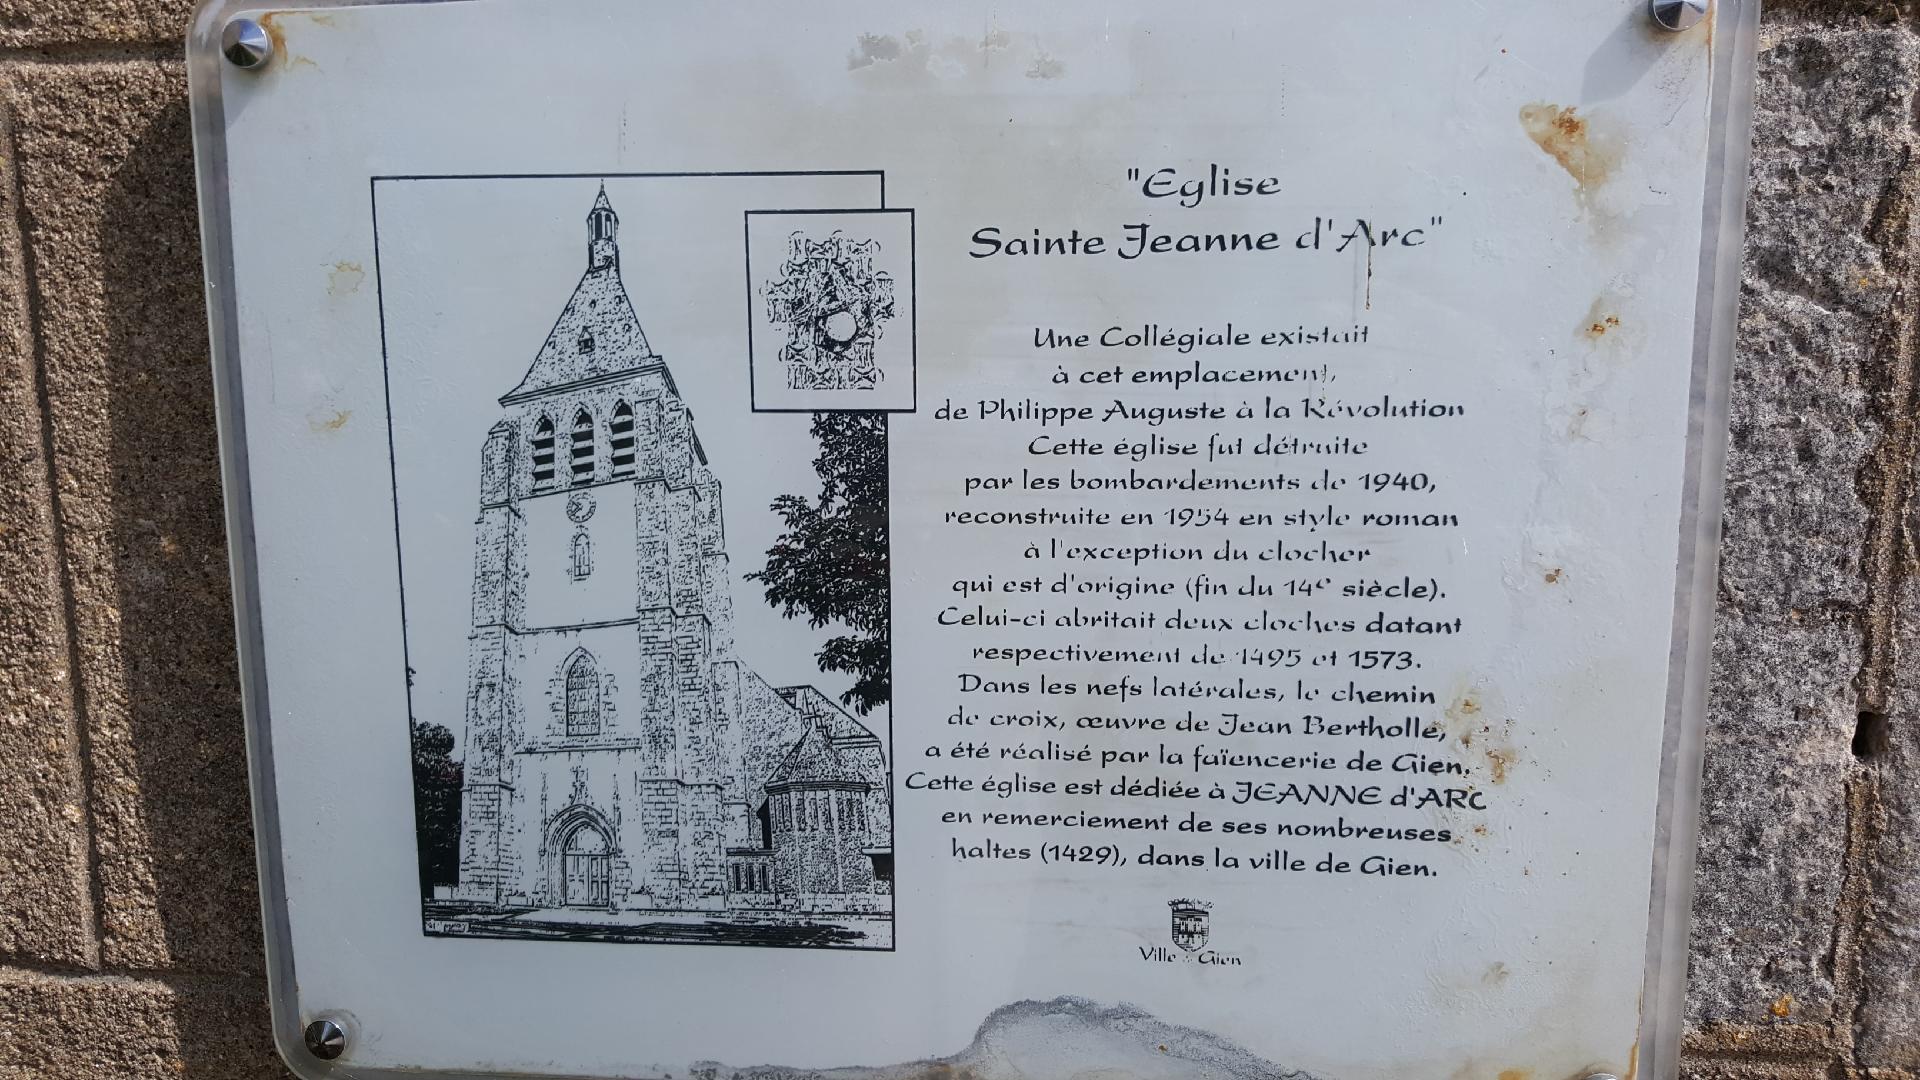 "Eglise
Sainte Jeanne d'Arc"
Une Collégiale existait
à cet emplacement,
de Philippe Auguste à la Révolution
Cette église fut détruite
par les bombardements de 1940,
reconstruite en 1954 en style roman
à l'exception du clocher
qui est d'origine (fin du 14e siècle).
Celui-ci abritait deux cloches datant
respectivement de 1495 et 1573.
Dans les nefs latérales, le chemin
de croix, œuvre de Jean Bertholle,
a été réalisé par la faïencerie de Gien.
Cette église est dédiée à JEANNE d'ARC
en remerciement de ses nombreuses
haltes (1429), dans la ville de Gien.
Ville de Gien